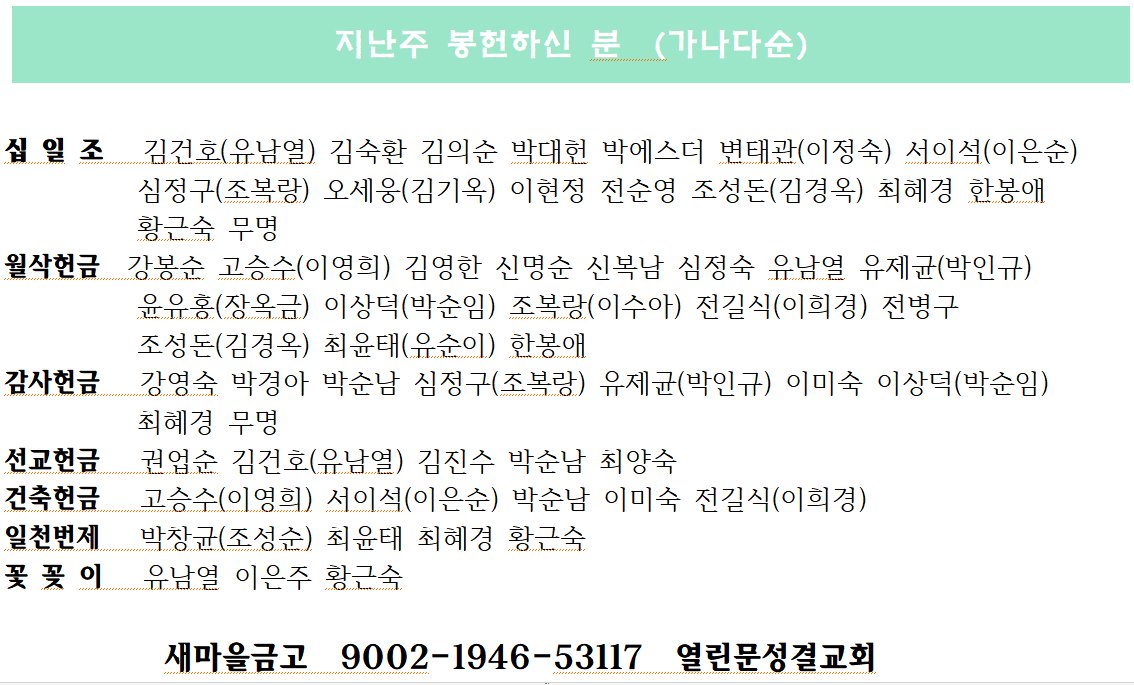 지난주 봉헌하신 분 (가나다순)
십 일 조 김건호(유남열) 김숙환 김의순 박대헌 박에스더 변태관(이정숙) 서이석(이은순)
심정구(조복랑) 오세웅(김기옥) 이현정 전순영 조성돈(김경옥) 최혜경 한봉애
황근숙 무명
월삭헌금 강봉순 고승수(이영희) 김영한 신명순 신복남 심정숙 유남열 유제균(박인규)
윤유홍(장옥금) 이상덕(박순임) 조복랑(이수아) 전길식(이희경) 전병구
조성돈(김경옥) 최윤태(유순이) 한봉애
감사헌금 강영숙 박경아 박순남 심정구(조복랑) 유제균(박인규) 이미숙 이상덕(박순임)
최혜경 무명
선교헌금 권업순 김건호(유남열) 김진수 박순남 최양숙
건축헌금 고승수(이영희) 서이석(이은순) 박순남 이미숙 전길식(이희경)
일천번제 박창균(조성순) 최윤태 최혜경 황근숙
꽃 꽂 이 유남열 이은주 황근숙
새마을금고 9002-1946-53117 열린문성결교회